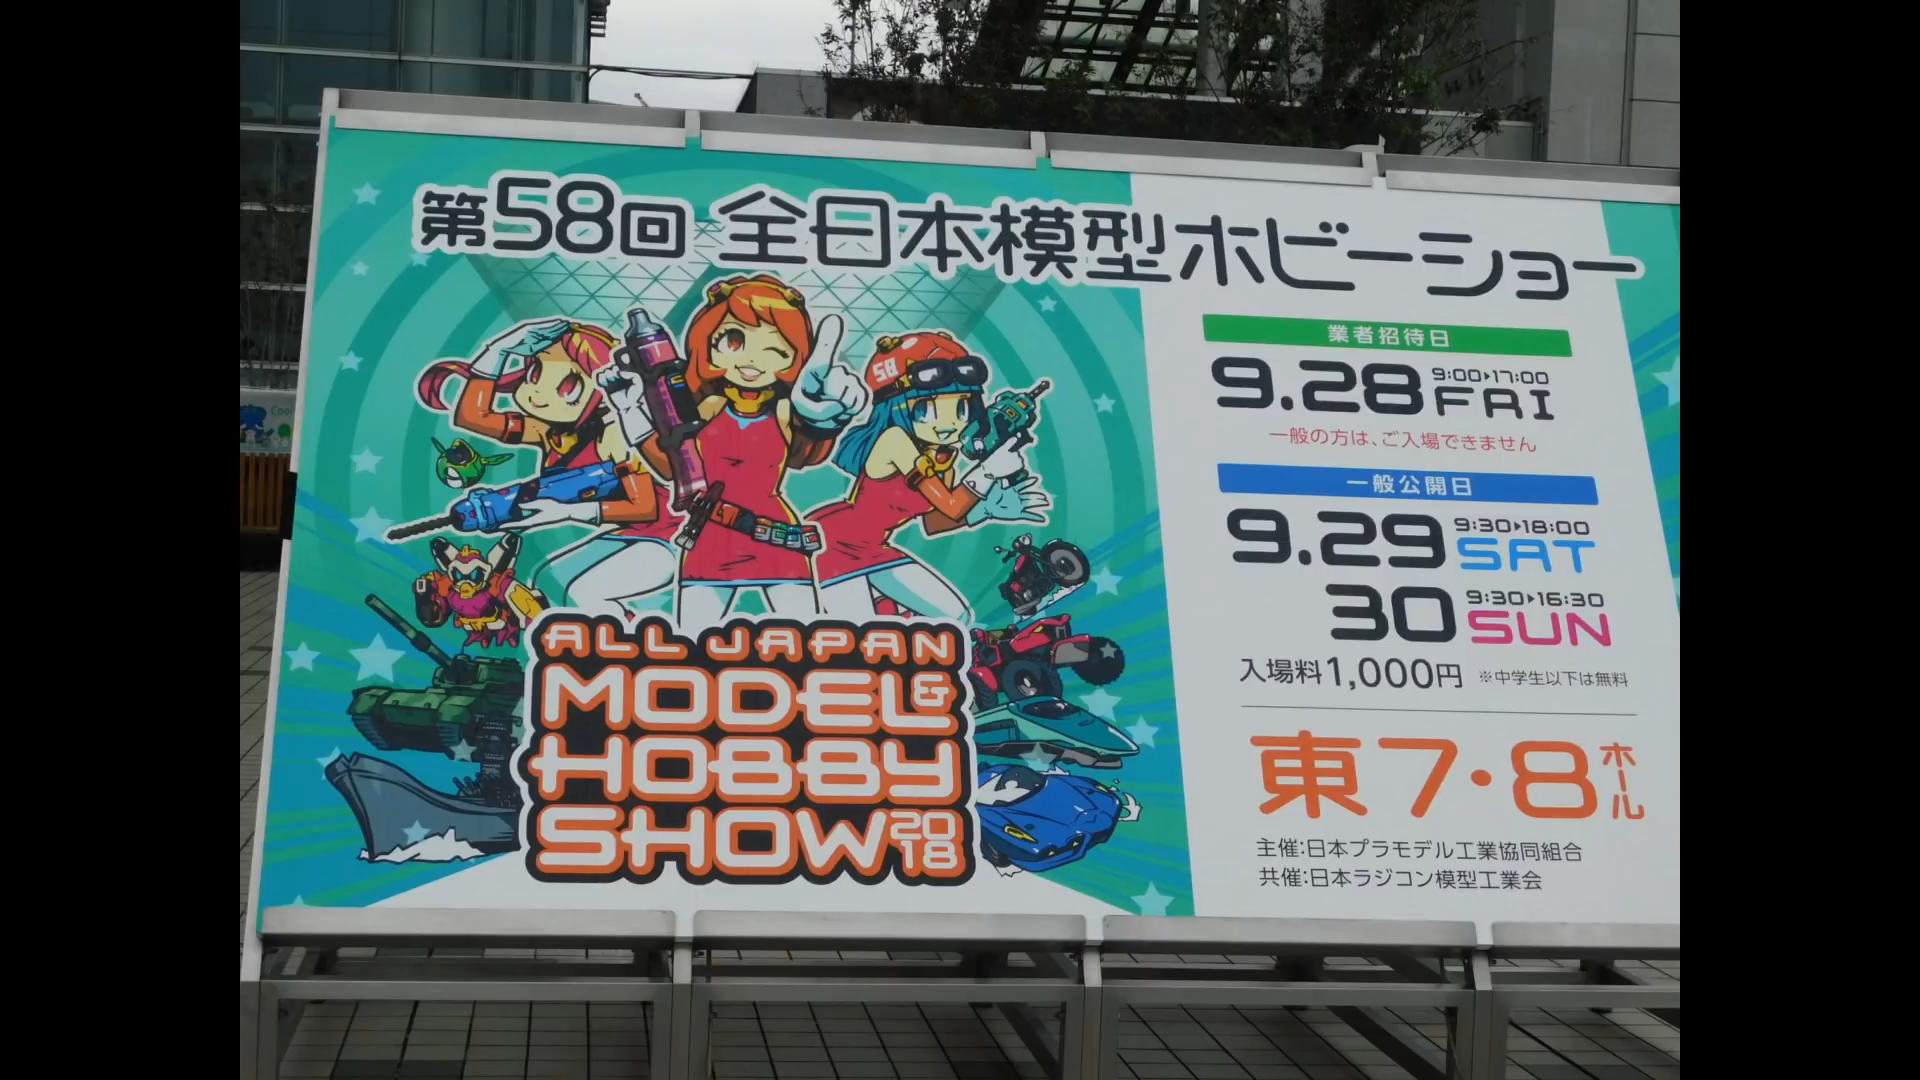 第58回 全日本模型ホビーショー
業者招待日
9.28 9:00▸17:00 FRI
一般の方は、ご入場できません
一般公開日
9.29 9:30▸18:00 SAT
30 9:30▸16:30 SUN
入場料1,000円 ※中学生以下は無料
東7・8ホール
主催:日本プラモデル工業協同組合
共催:日本ラジコン模型工業会
58
ALL JAPAN
MODEL&
HOBBY
SHOW 2018
Cool